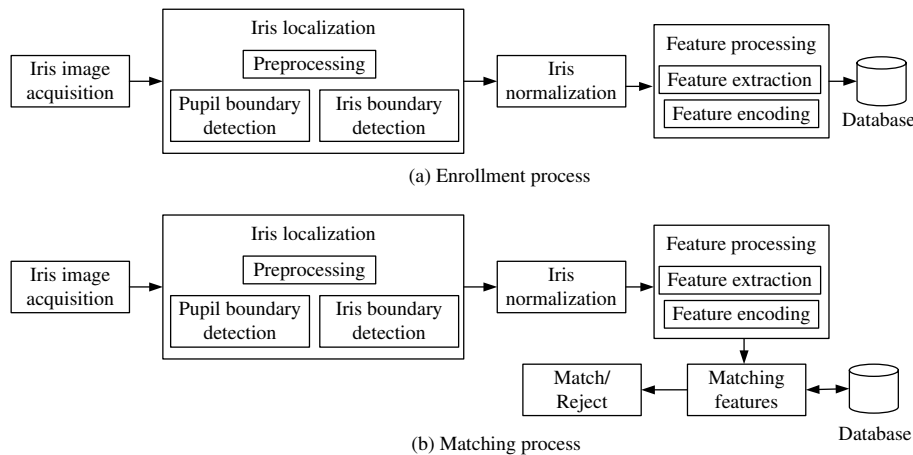 Iris localization
Preprocessing
Iris image
acquisition
Pupil boundary
detection
Iris boundary
detection
Iris
normalization
Feature processing
Feature extraction
Feature encoding
Database
(a) Enrollment process
Iris localization
Preprocessing
Iris image
acquisition
Pupil boundary
detection
Iris boundary
detection
Iris
normalization
Feature processing
Feature extraction
Feature encoding
Match/
Reject
Matching
features
Database
(b) Matching process